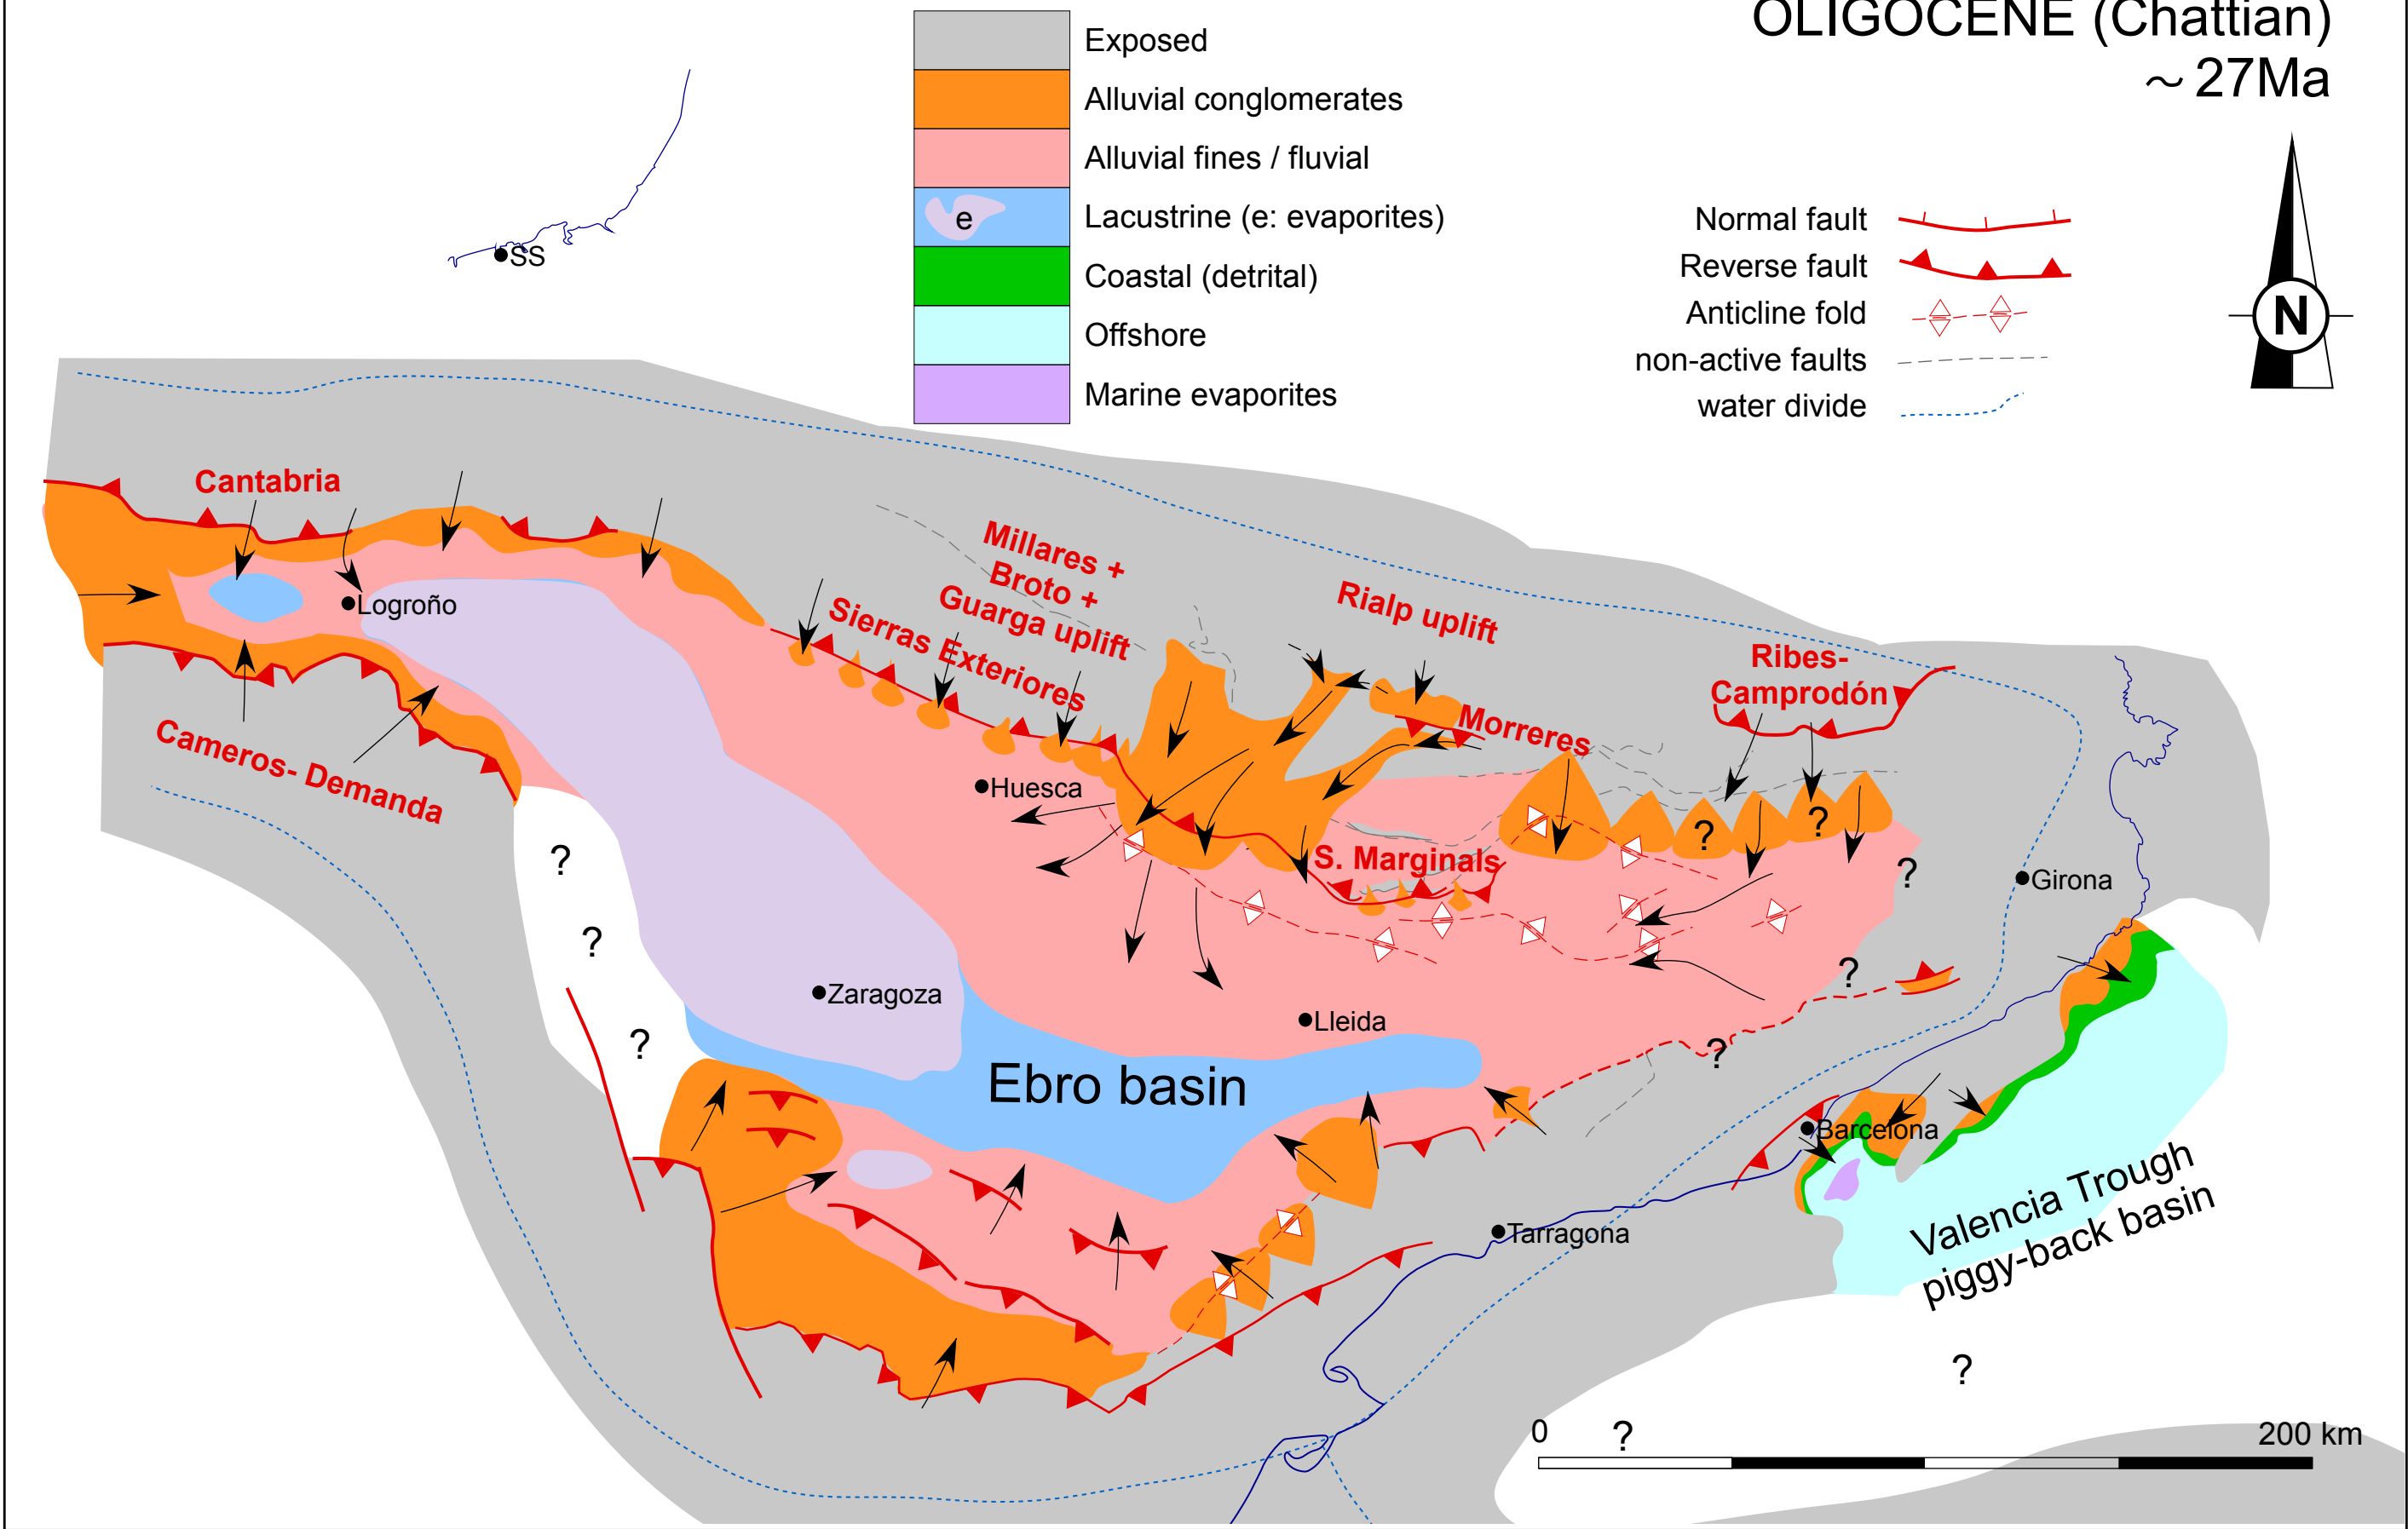 OLIGOCENE (Chattian)
~ 27Ma
Exposed
Alluvial conglomerates
Alluvial fines / fluvial
e
Lacustrine (e: evaporites)
Coastal (detrital)
Offshore
Marine evaporites
Normal fault
Reverse fault
Anticline fold
non-active faults
water divide
N
SS
Cantabria
Logroño
Cameros- Demanda
Millares +
Broto +
Guarga uplift
Sierras Exteriores
Rialp uplift
Morreres
Ribes-
Camprodón
Huesca
S. Marginals
?
?
?
?
?
?
?
?
Girona
Zaragoza
Lleida
Ebro basin
Barcelona
Tarragona
Valencia Trough
piggy-back basin
?
?
0
200 km